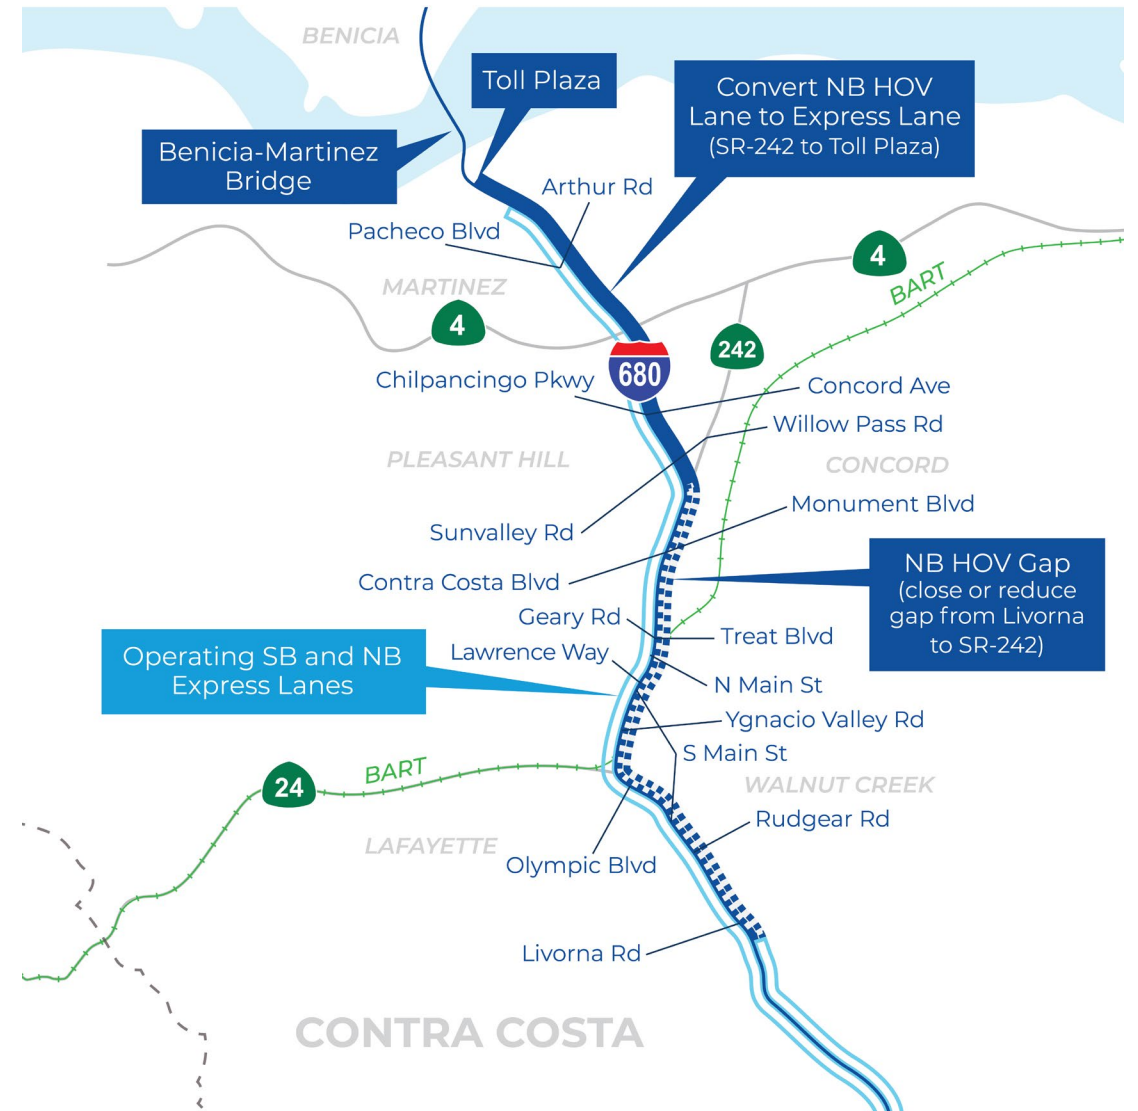 BENICIA
Toll Plaza
Convert NB HOV
Lane to Express Lane
(SR-242 to Toll Plaza)
Benicia-Martinez
Bridge
Arthur Rd
Pacheco Blvd
4
BART
MARTINEZ
4
242
680
Chilpancingo Pkwy
Concord Ave
Willow Pass Rd
PLEASANT HILL
CONCORD
Monument Blvd
Sunvalley Rd
NB HOV Gap
(close or reduce
gap from Livorna
to SR-242)
Contra Costa Blvd
Geary Rd
Treat Blvd
Lawrence Way
Operating SB and NB
Express Lanes
N Main St
Ygnacio Valley Rd
S Main St
BART
24
WALNUT CREEK
Rudgear Rd
LAFAYETTE
Olympic Blvd
Livorna Rd
CONTRA COSTA